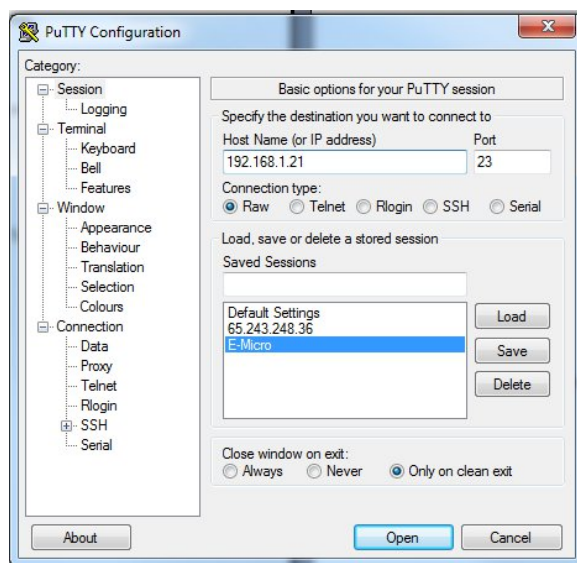 PuTTY Configuration
Category:
Session
Logging
Terminal
Keyboard
Bell
Features
Window
Appearance
Behaviour
Translation
Selection
Colours
Connection
Data
Proxy
Telnet
Rlogin
SSH
Serial
Basic options for your PuTTY session
Specify the destination you want to connect to
Host Name (or IP address) Port
192.168.1.21 23
Connection type:
Raw Telnet Rlogin SSH Serial
Load, save or delete a stored session
Saved Sessions
Default Settings
65.243.248.36
E-Micro
Load
Save
Delete
Close window on exit:
Always Never Only on clean exit
About Open Cancel